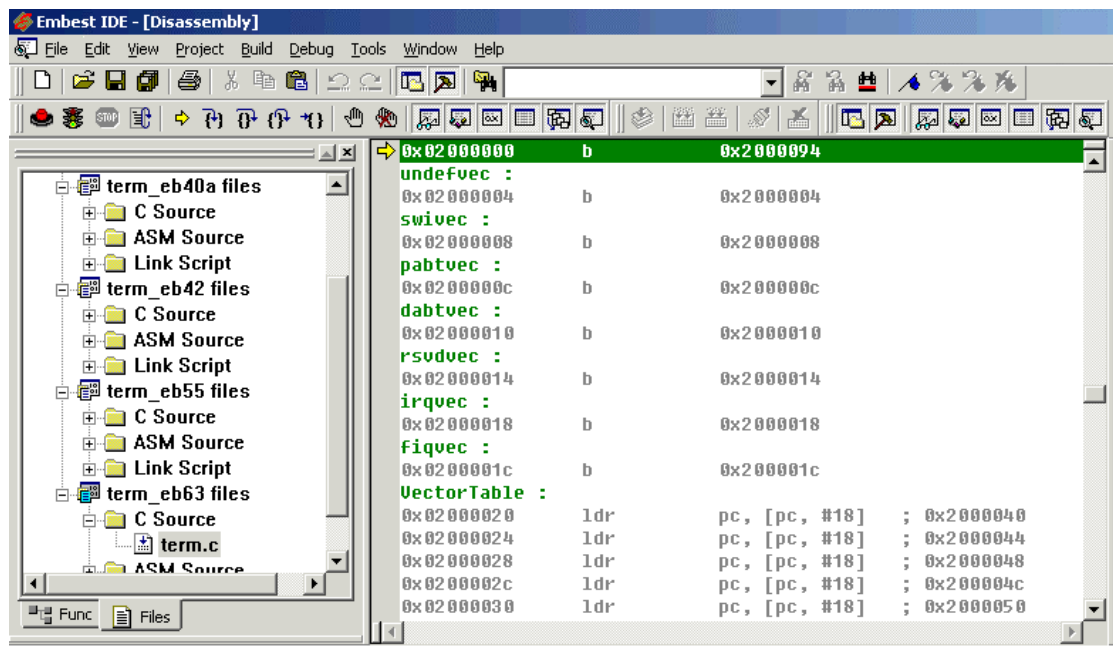 Embest IDE - [Disassembly]
File Edit View Project Build Debug Tools Window Help
STOP
term_eb40a files
C Source
ASM Source
Link Script
term_eb42 files
C Source
ASM Source
Link Script
term_eb55 files
C Source
ASM Source
Link Script
term_eb63 files
C Source
term.c
ASM Source
Func Files
0x02000000 b 0x2000094
undefvec :
0x02000004 b 0x2000004
swivec :
0x02000008 b 0x2000008
pabtvec :
0x0200000c b 0x200000c
dabtvec :
0x02000010 b 0x2000010
rsvdvec :
0x02000014 b 0x2000014
irqvec :
0x02000018 b 0x2000018
fiqvec :
0x0200001c b 0x200001c
VectorTable :
0x02000020 ldr pc, [pc, #18] ; 0x2000040
0x02000024 ldr pc, [pc, #18] ; 0x2000044
0x02000028 ldr pc, [pc, #18] ; 0x2000048
0x0200002c ldr pc, [pc, #18] ; 0x200004c
0x02000030 ldr pc, [pc, #18] ; 0x2000050